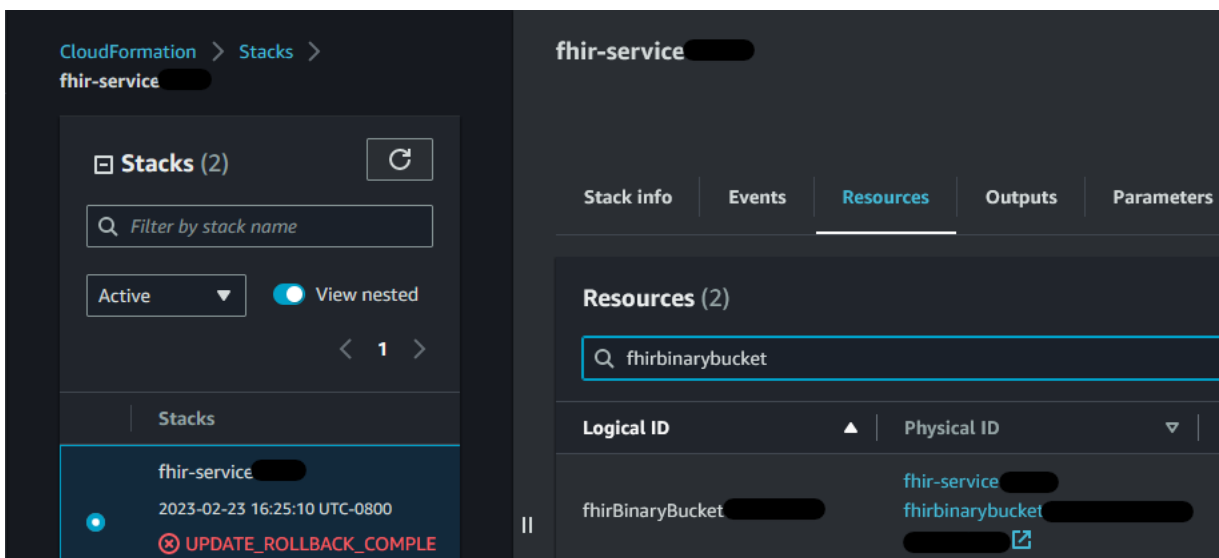 CloudFormation > Stacks >
fhir-service
Stacks (2)
Filter by stack name
Active
View nested
< 1 >
Stacks
fhir-service
2023-02-23 16:25:10 UTC-0800
UPDATE_ROLLBACK_COMPLE
fhir-service
Stack info Events Resources Outputs Parameters
Resources (2)
fhirbinarybucket
Logical ID Physical ID
fhirBinaryBucket
fhir-service
fhirbinarybucket